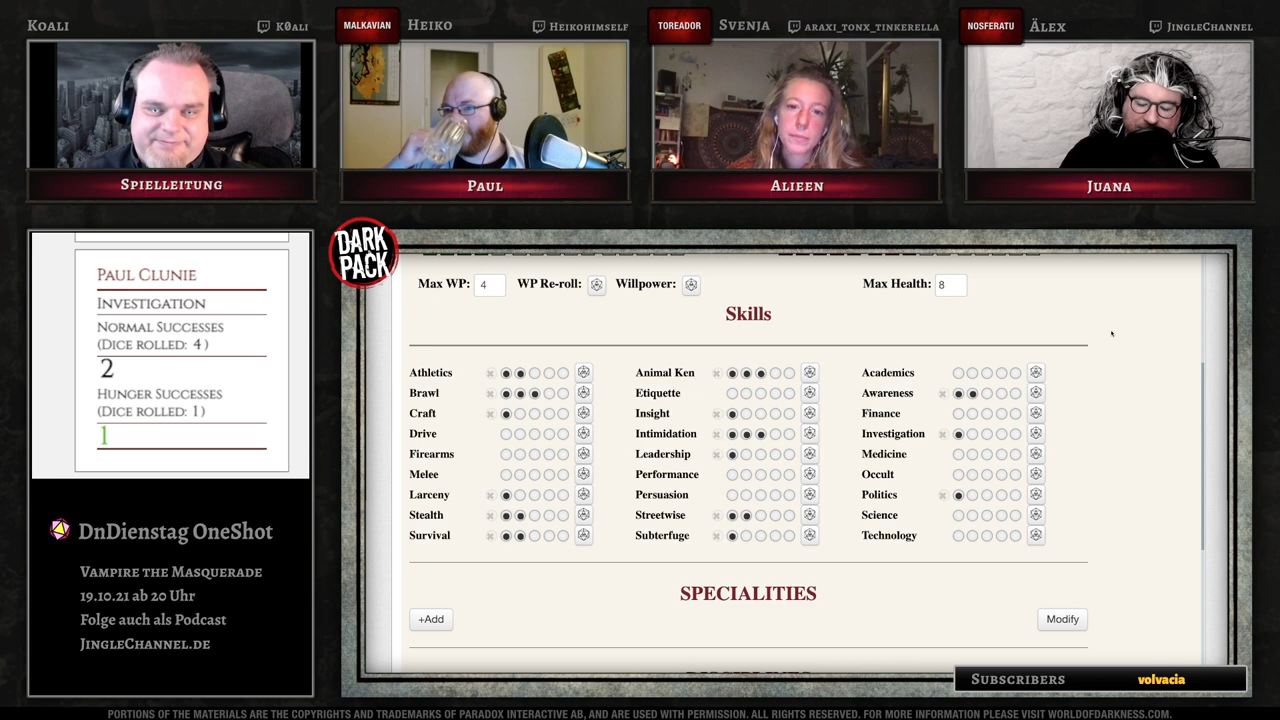 Koali
K0ali
MALKAVIAN
Heiko
Heikohimself
TOREADOR
Svenja
araxi_tonx_tinkerella
NOSFERATU
Älex
JingleChannel
Spielleitung
Paul
Alieen
Juana
DARK
PACK
Paul Clunie
Investigation
Normal Successes
(Dice rolled: 4 )
2
Hunger Successes
(Dice rolled: 1 )
1
Max WP: 4 WP Re-roll: Willpower: Max Health: 8
Skills
Athletics Animal Ken Academics
Brawl Etiquette Awareness
Craft Insight Finance
Drive Intimidation Investigation
Firearms Leadership Medicine
Melee Performance Occult
Larceny Persuasion Politics
Stealth Streetwise Science
Survival Subterfuge Technology
SPECIALITIES
+Add Modify
DnDienstag OneShot
Vampire the Masquerade
19.10.21 ab 20 Uhr
Folge auch als Podcast
JingleChannel.de
Subscribers volvacia
PORTIONS OF THE MATERIALS ARE THE COPYRIGHTS AND TRADEMARKS OF PARADOX INTERACTIVE AB, AND ARE USED WITH PERMISSION. ALL RIGHTS RESERVED. FOR MORE INFORMATION PLEASE VISIT WORLDOFDARKNESS.COM.